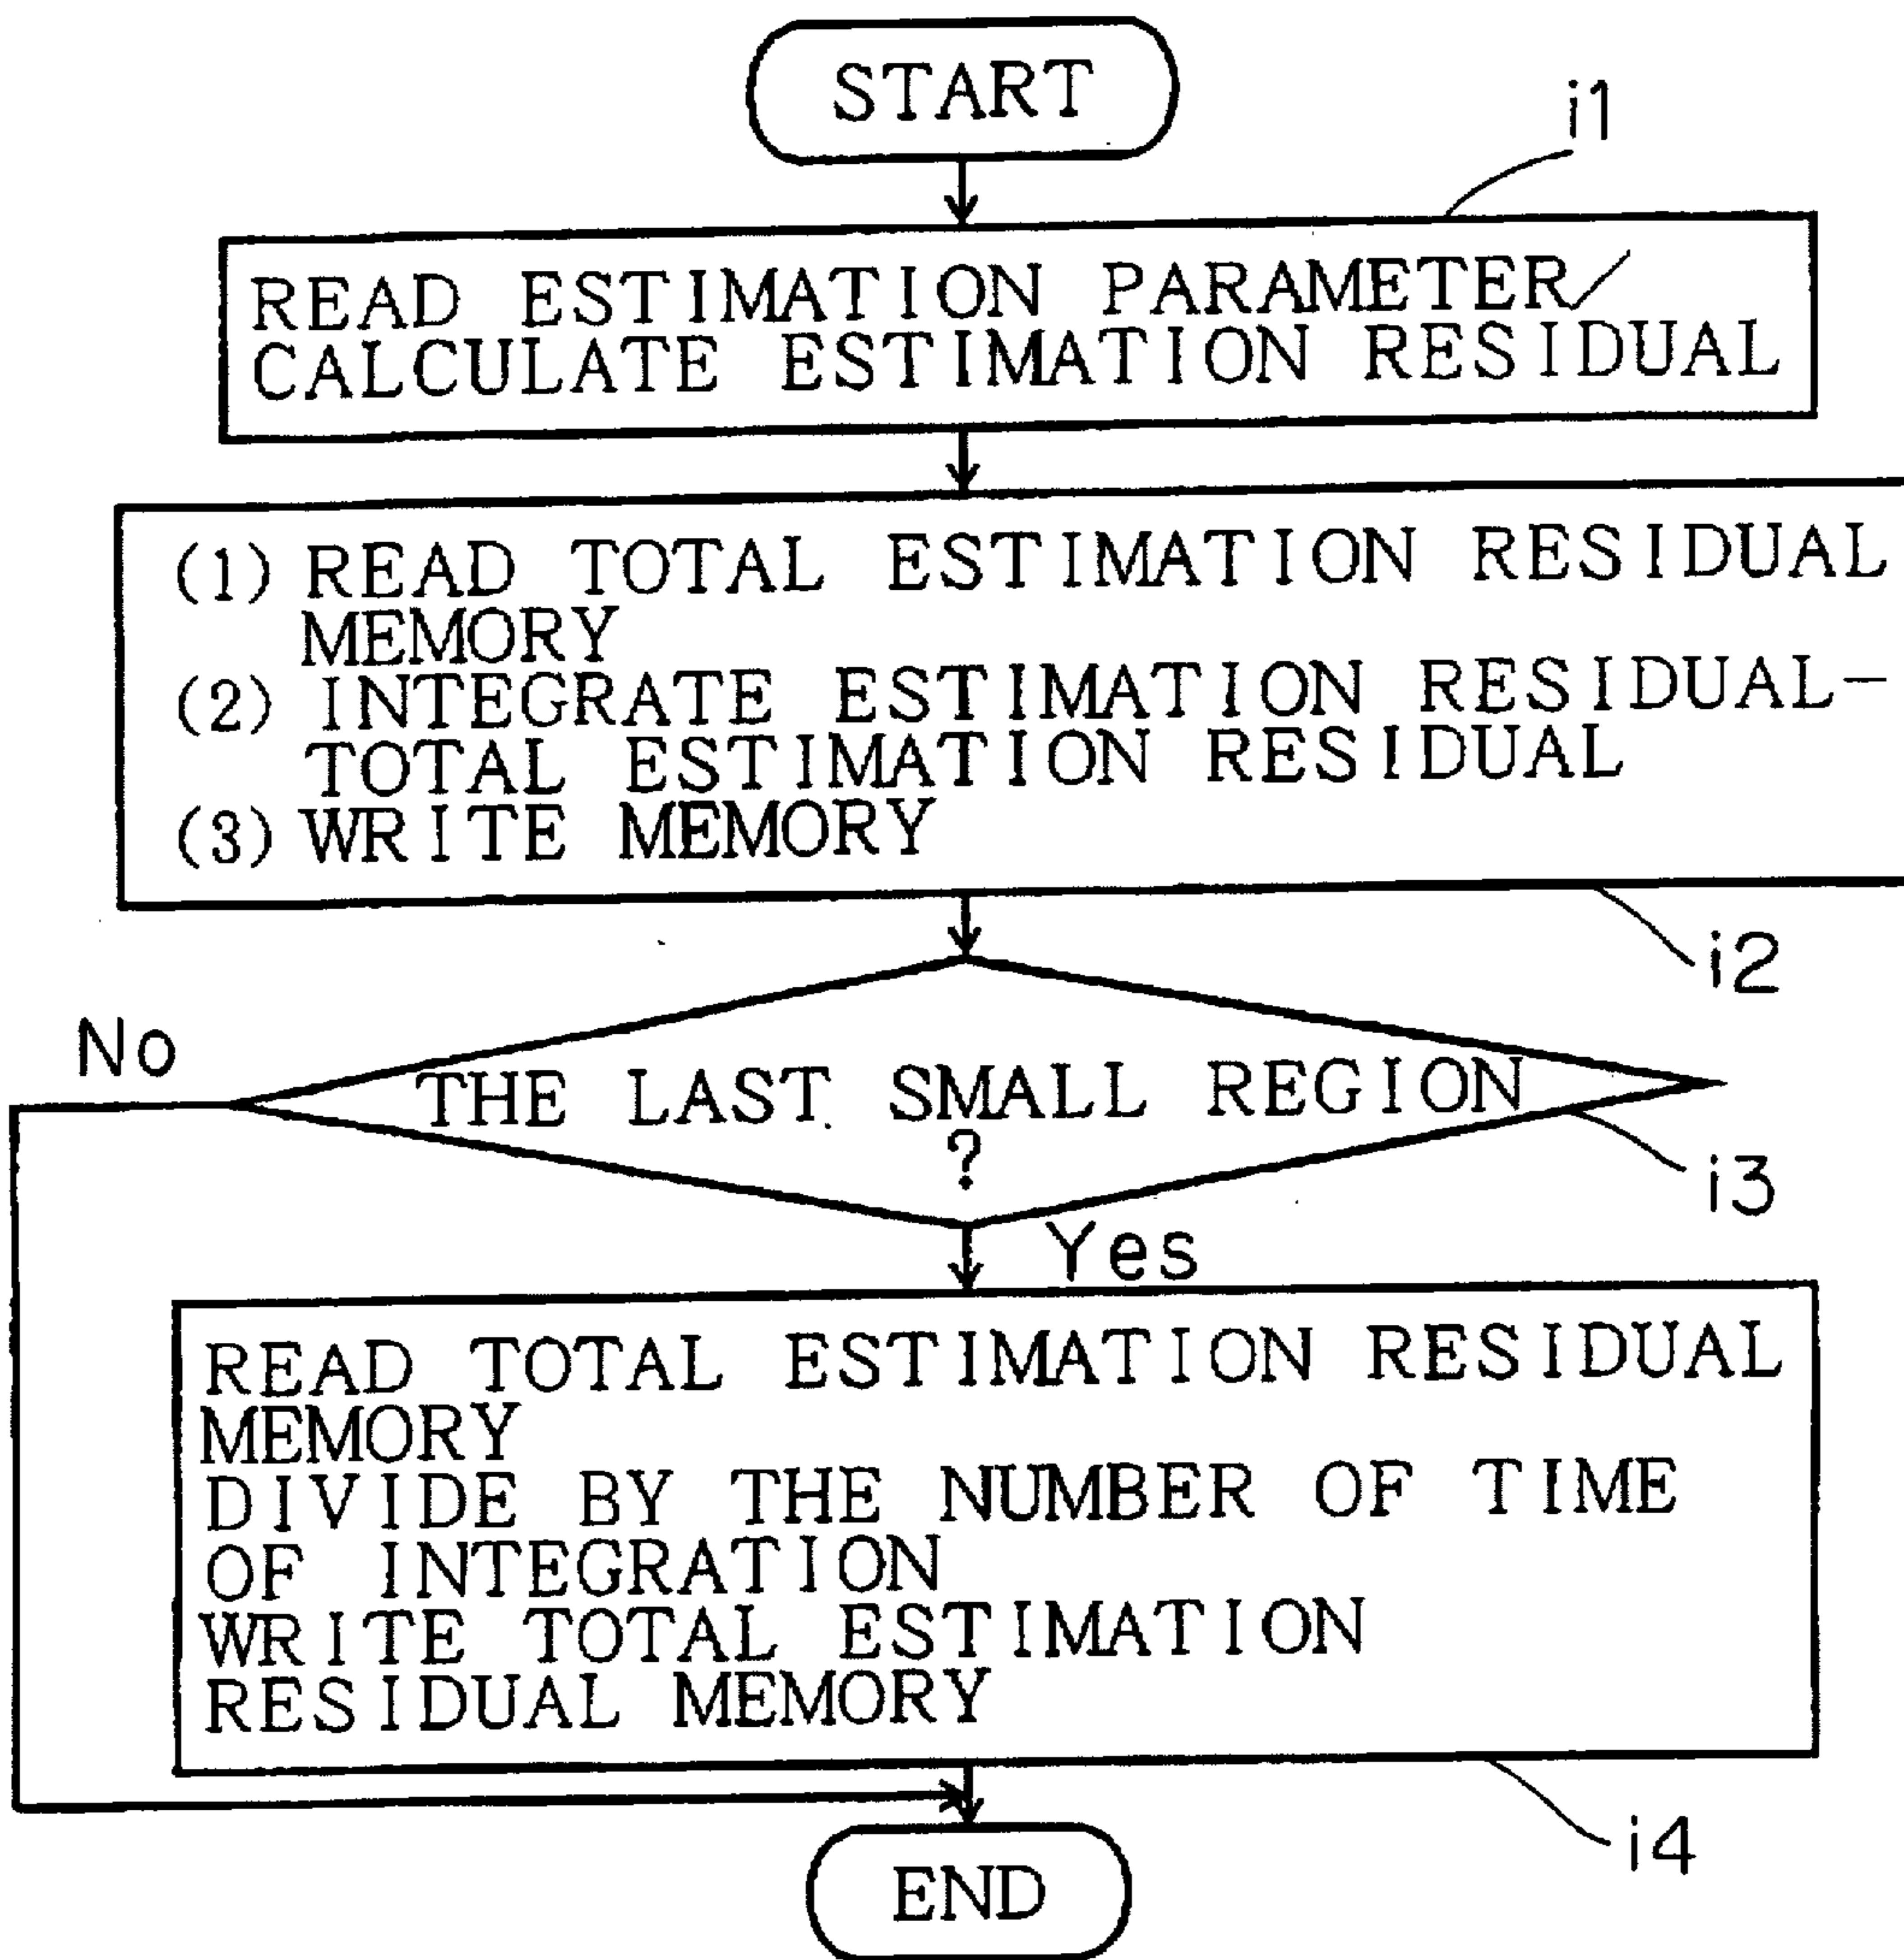 START
i1
READ ESTIMATION PARAMETER/
CALCULATE ESTIMATION RESIDUAL
(1) READ TOTAL ESTIMATION RESIDUAL
MEMORY
(2) INTEGRATE ESTIMATION RESIDUAL-
TOTAL ESTIMATION RESIDUAL
(3) WRITE MEMORY
i2
No
THE LAST SMALL REGION
?
i3
Yes
READ TOTAL ESTIMATION RESIDUAL
MEMORY
DIVIDE BY THE NUMBER OF TIME
OF INTEGRATION
WRITE TOTAL ESTIMATION
RESIDUAL MEMORY
i4
END